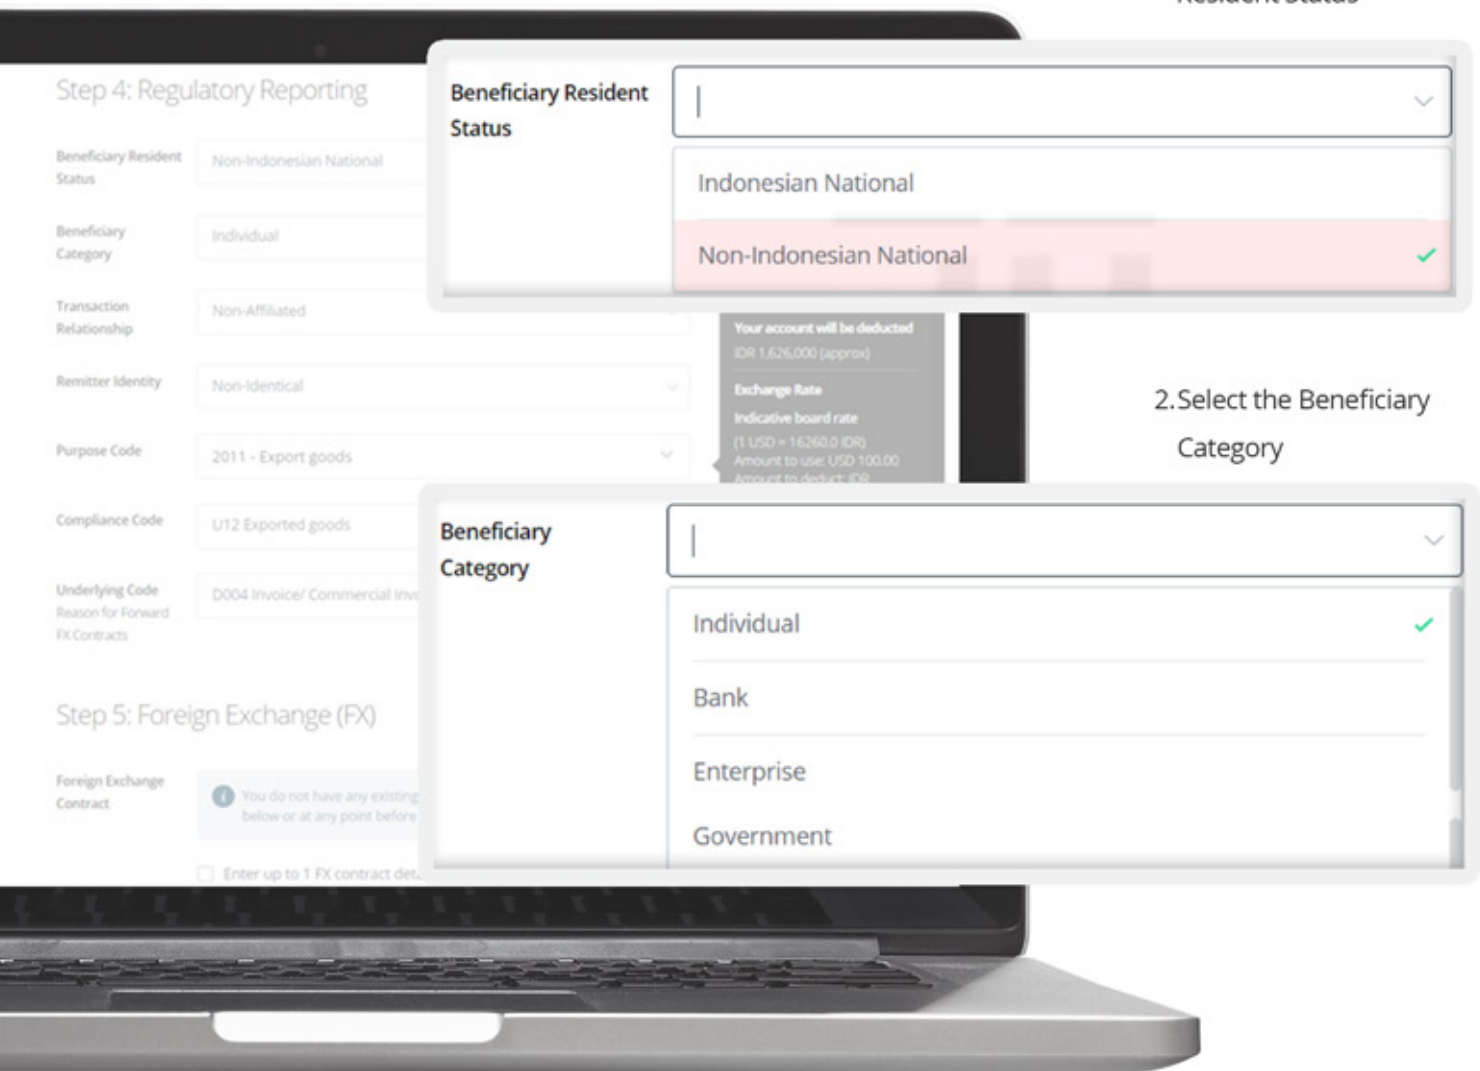 Resident Status
Step 4: Regulatory Reporting
Beneficiary Resident
Status
Non-Indonesian National
Beneficiary
Category
Individual
Transaction
Relationship
Non-Affiliated
Remitter Identity
Non-Identical
Purpose Code
2011 - Export goods
Compliance Code
U12 Exported goods
Underlying Code
Reason for Forward
FX Contracts
D004 Invoice/ Commercial Invo
Step 5: Foreign Exchange (FX)
Foreign Exchange
Contract
You do not have any existing
below or at any point before
Enter up to 1 FX contract deta
Beneficiary Resident
Status
Indonesian National
Non-Indonesian National
Your account will be deducted
IDR 1,626,000 (approx)
Exchange Rate
Indicative board rate
(1 USD = 16260.0 IDR)
Amount to use: USD 100.00
Amount to deduct: IDR
2. Select the Beneficiary
Category
Beneficiary
Category
Individual
Bank
Enterprise
Government